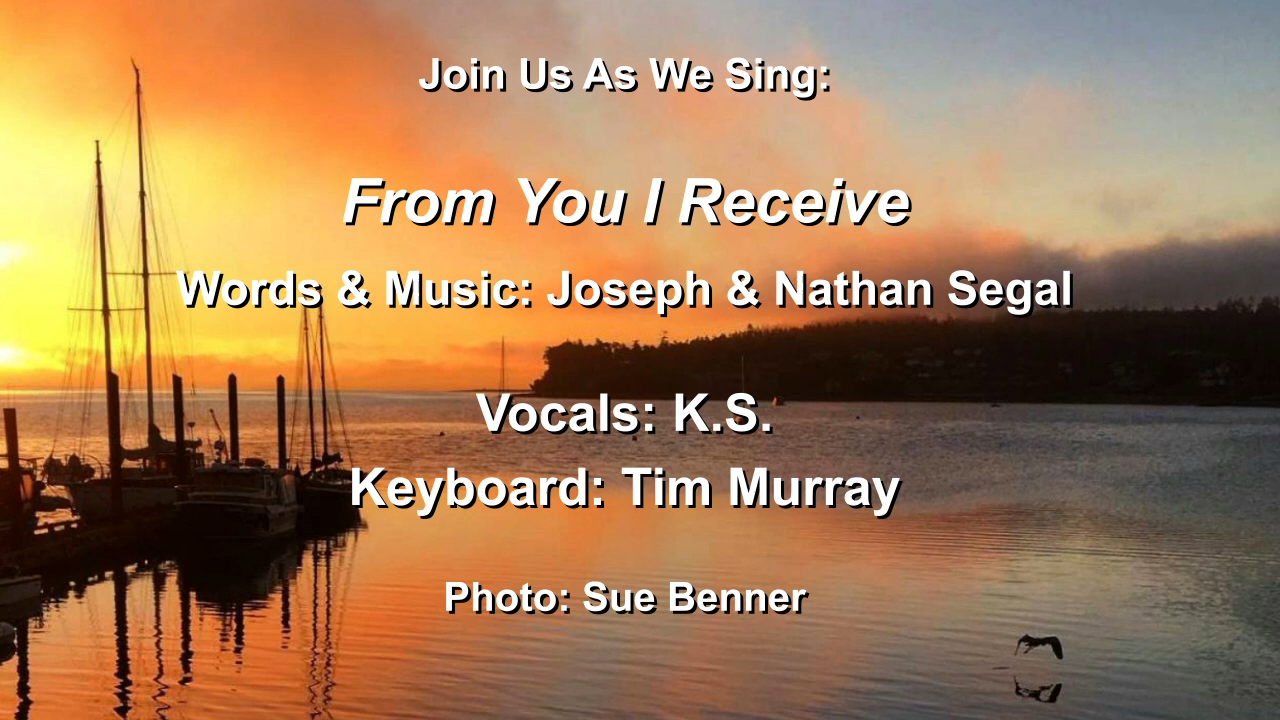 Join Us As We Sing:
From You I Receive
Words & Music: Joseph & Nathan Segal
Vocals: K.S.
Keyboard: Tim Murray
Photo: Sue Benner